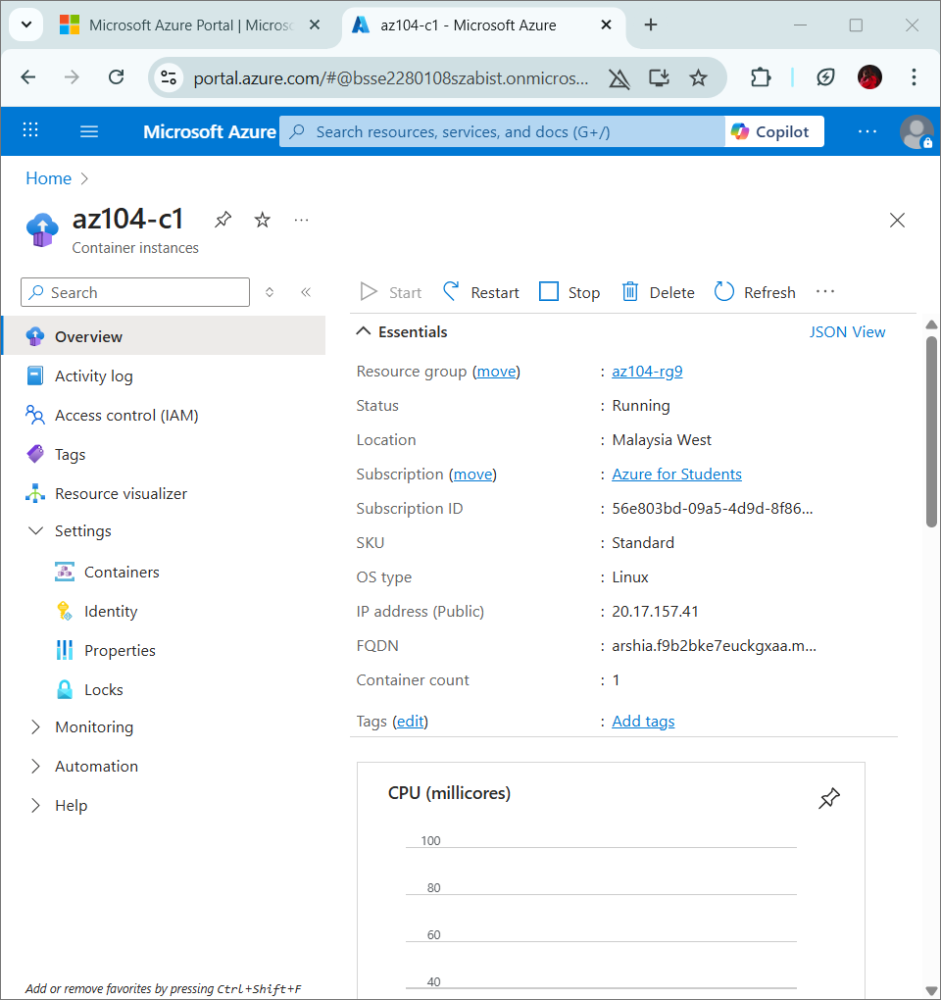 Microsoft Azure Portal | Micros
az104-c1 - Microsoft Azure
portal.azure.com/#@bsse2280108szabist.onmicros...
Microsoft Azure
Search resources, services, and docs (G+/)
Copilot
Home
az104-c1
Container instances
Search
Start
Restart
Stop
Delete
Refresh
Overview
Activity log
Access control (IAM)
Tags
Resource visualizer
Settings
Containers
Identity
Properties
Locks
Monitoring
Automation
Help
Add or remove favorites by pressing Ctrl+Shift+F
Essentials
JSON View
Resource group (move) : az104-rg9
Status : Running
Location : Malaysia West
Subscription (move) : Azure for Students
Subscription ID : 56e803bd-09a5-4d9d-8f86...
SKU : Standard
OS type : Linux
IP address (Public) : 20.17.157.41
FQDN : arshia.f9b2bke7euckgxaa.m...
Container count : 1
Tags (edit) : Add tags
CPU (millicores)
100
80
60
40